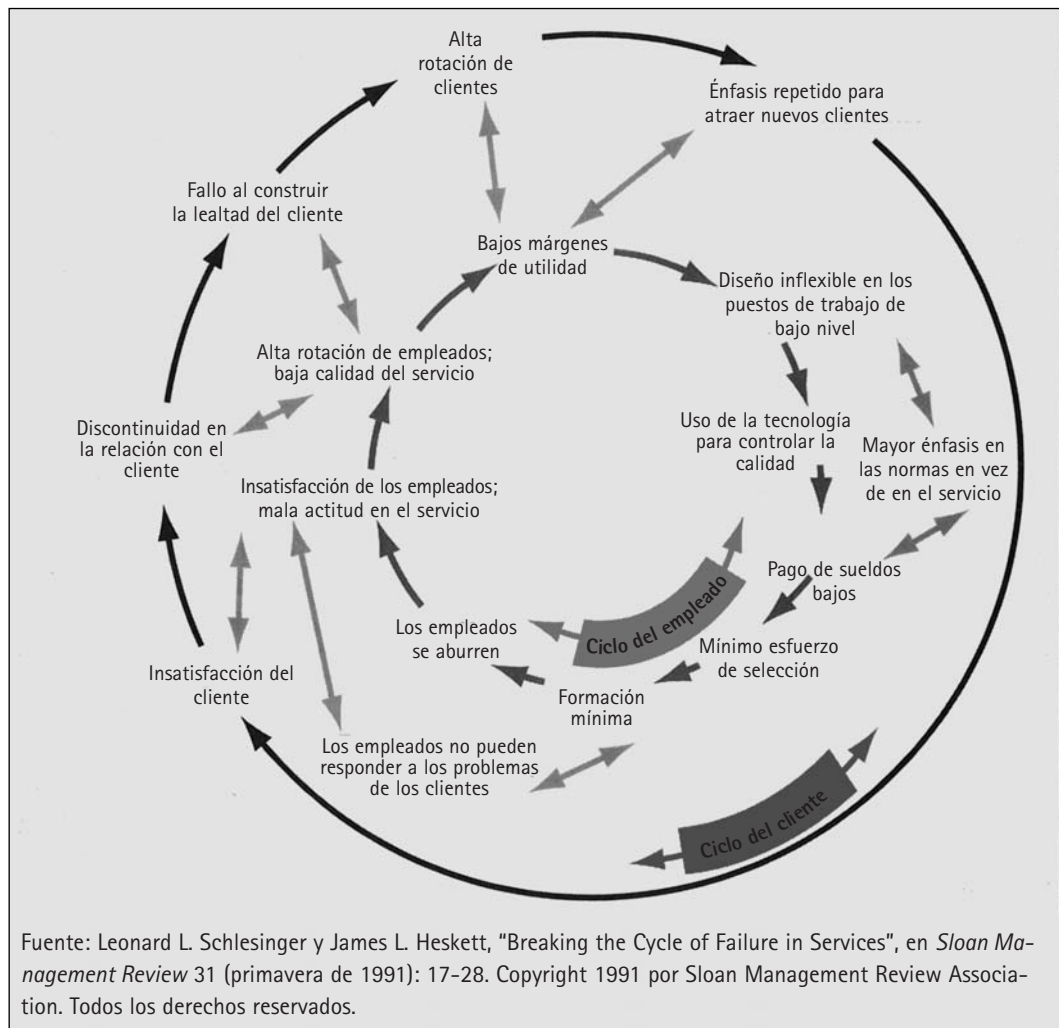 Alta
rotación de
clientes
Énfasis repetido para
atraer nuevos clientes
Fallo al construir
la lealtad del cliente
Bajos márgenes
de utilidad
Diseño inflexible en los
puestos de trabajo de
bajo nivel
Alta rotación de empleados;
baja calidad del servicio
Discontinuidad en
la relación con el
cliente
Uso de la tecnología
para controlar la
calidad
Mayor énfasis en
las normas en vez
de en el servicio
Insatisfacción de los empleados;
mala actitud en el servicio
Pago de sueldos
bajos
Ciclo del empleado
Los empleados
se aburren
Mínimo esfuerzo
de selección
Insatisfacción del
cliente
Formación
mínima
Los empleados no pueden
responder a los problemas
de los clientes
Ciclo del cliente
Fuente: Leonard L. Schlesinger y James L. Heskett, “Breaking the Cycle of Failure in Services”, en Sloan Ma-
nagement Review 31 (primavera de 1991): 17-28. Copyright 1991 por Sloan Management Review Associa-
tion. Todos los derechos reservados.